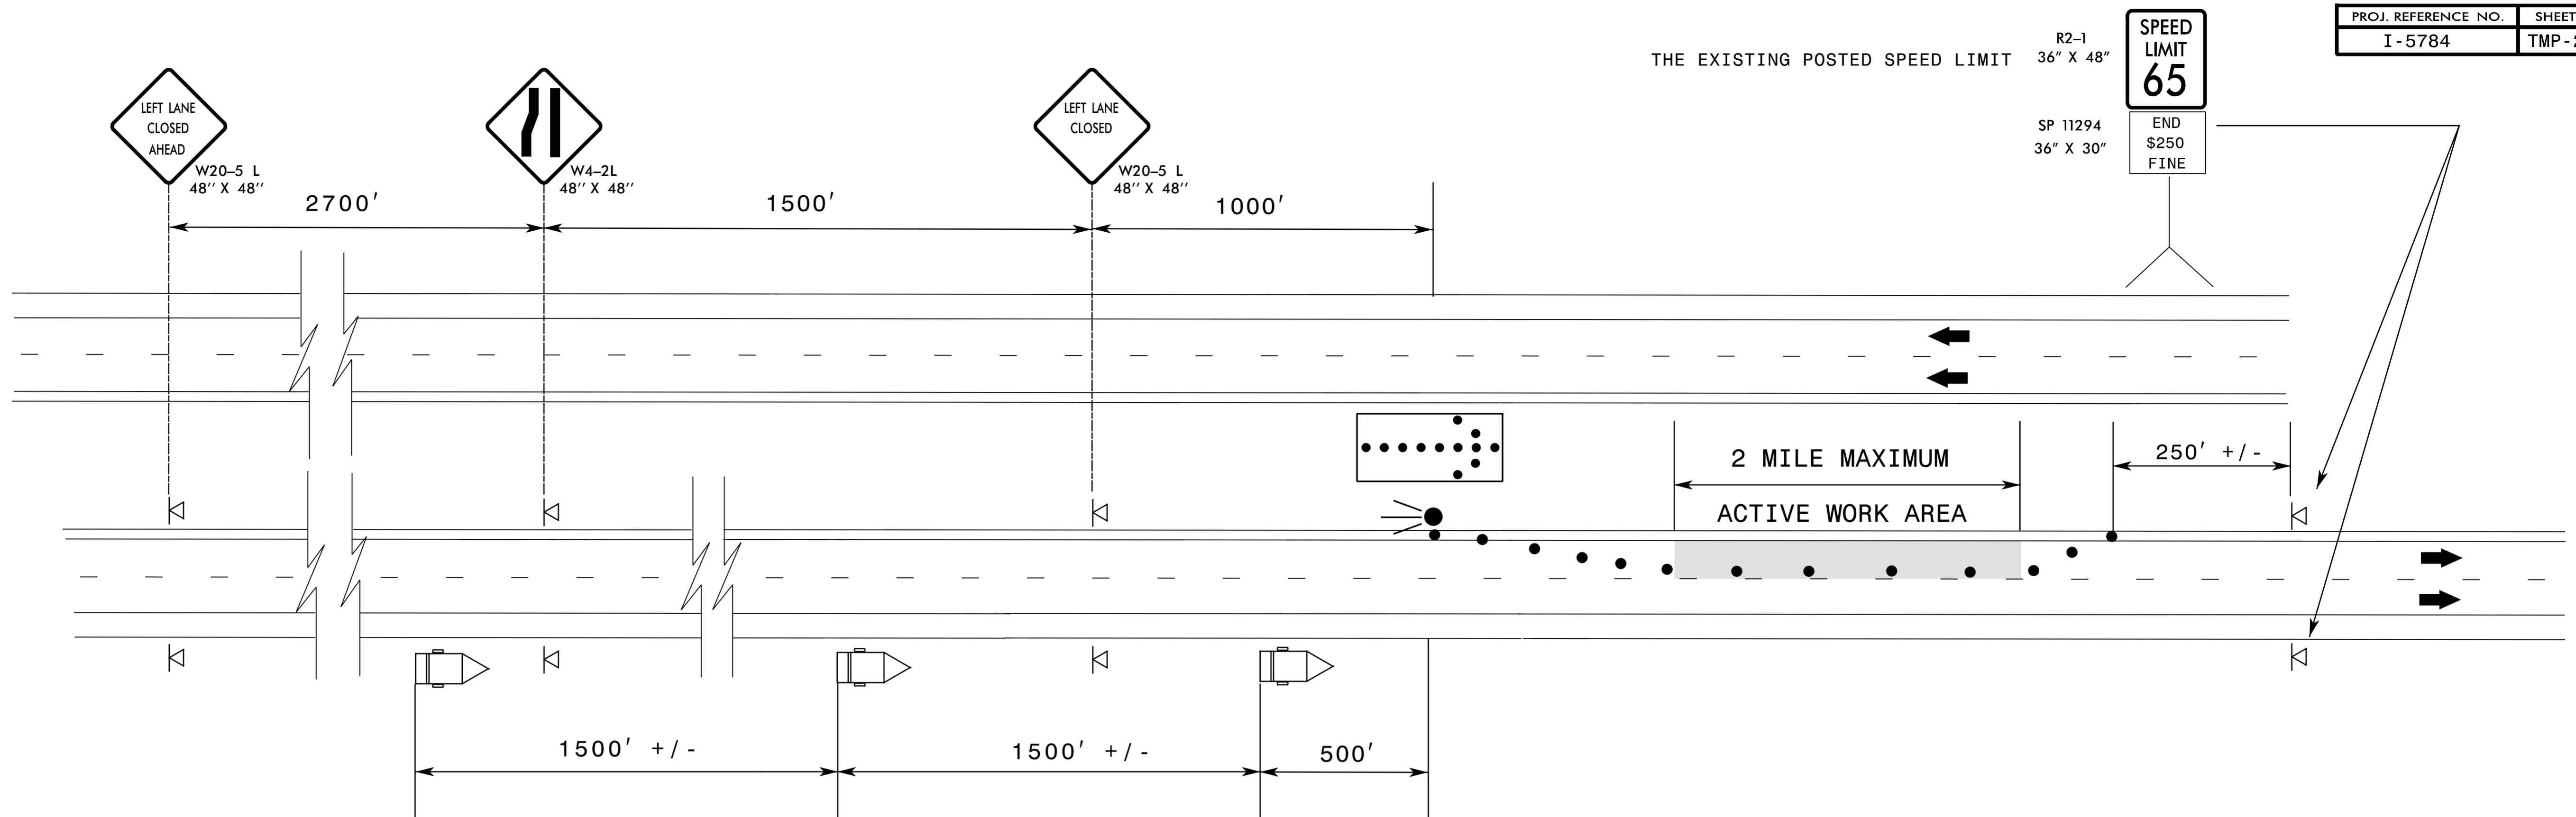 PROJ. REFERENCE NO.
SHEET
I-5784
TMP-2
SPEED
LIMIT
65
R2–1
36″ X 48″
THE EXISTING POSTED SPEED LIMIT
END
$250
FINE
SP 11294
36″ X 30″
LEFT LANE
CLOSED
AHEAD
W20–5 L
48′′ X 48′′
W4–2L
48′′ X 48′′
LEFT LANE
CLOSED
W20–5 L
48′′ X 48′′
2700′
1500′
1000′
2 MILE MAXIMUM
ACTIVE WORK AREA
250′ +/-
1500′ +/-
1500′ +/-
500′